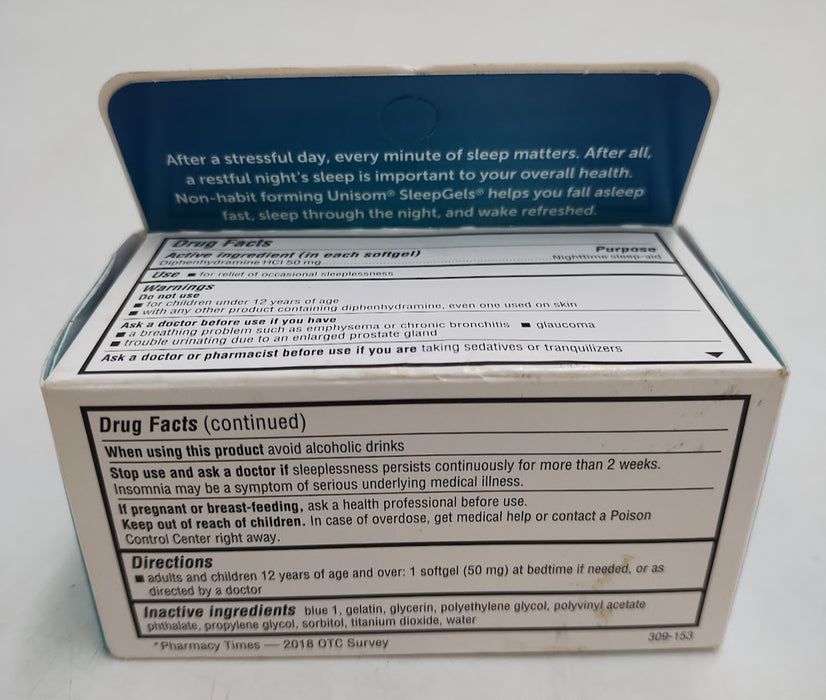 After a stressful day, every minute of sleep matters. After all,
a restful night's sleep is important to your overall health.
Non-habit forming Unisom® SleepGels® helps you fall asleep
fast, sleep through the night, and wake refreshed.
Drug Facts
Active ingredient (in each softgel) Purpose
Diphenhydramine HCl 50 mg Nighttime sleep-aid
Use ■ for relief of occasional sleeplessness
Warnings
Do not use
■ for children under 12 years of age
■ with any other product containing diphenhydramine, even one used on skin
Ask a doctor before use if you have
■ a breathing problem such as emphysema or chronic bronchitis ■ glaucoma
■ trouble urinating due to an enlarged prostate gland
Ask a doctor or pharmacist before use if you are taking sedatives or tranquilizers
Drug Facts (continued)
When using this product avoid alcoholic drinks
Stop use and ask a doctor if sleeplessness persists continuously for more than 2 weeks.
Insomnia may be a symptom of serious underlying medical illness.
If pregnant or breast-feeding, ask a health professional before use.
Keep out of reach of children. In case of overdose, get medical help or contact a Poison
Control Center right away.
Directions
■ adults and children 12 years of age and over: 1 softgel (50 mg) at bedtime if needed, or as
directed by a doctor
Inactive ingredients blue 1, gelatin, glycerin, polyethylene glycol, polyvinyl acetate
phthalate, propylene glycol, sorbitol, titanium dioxide, water
*Pharmacy Times — 2018 OTC Survey 309-153